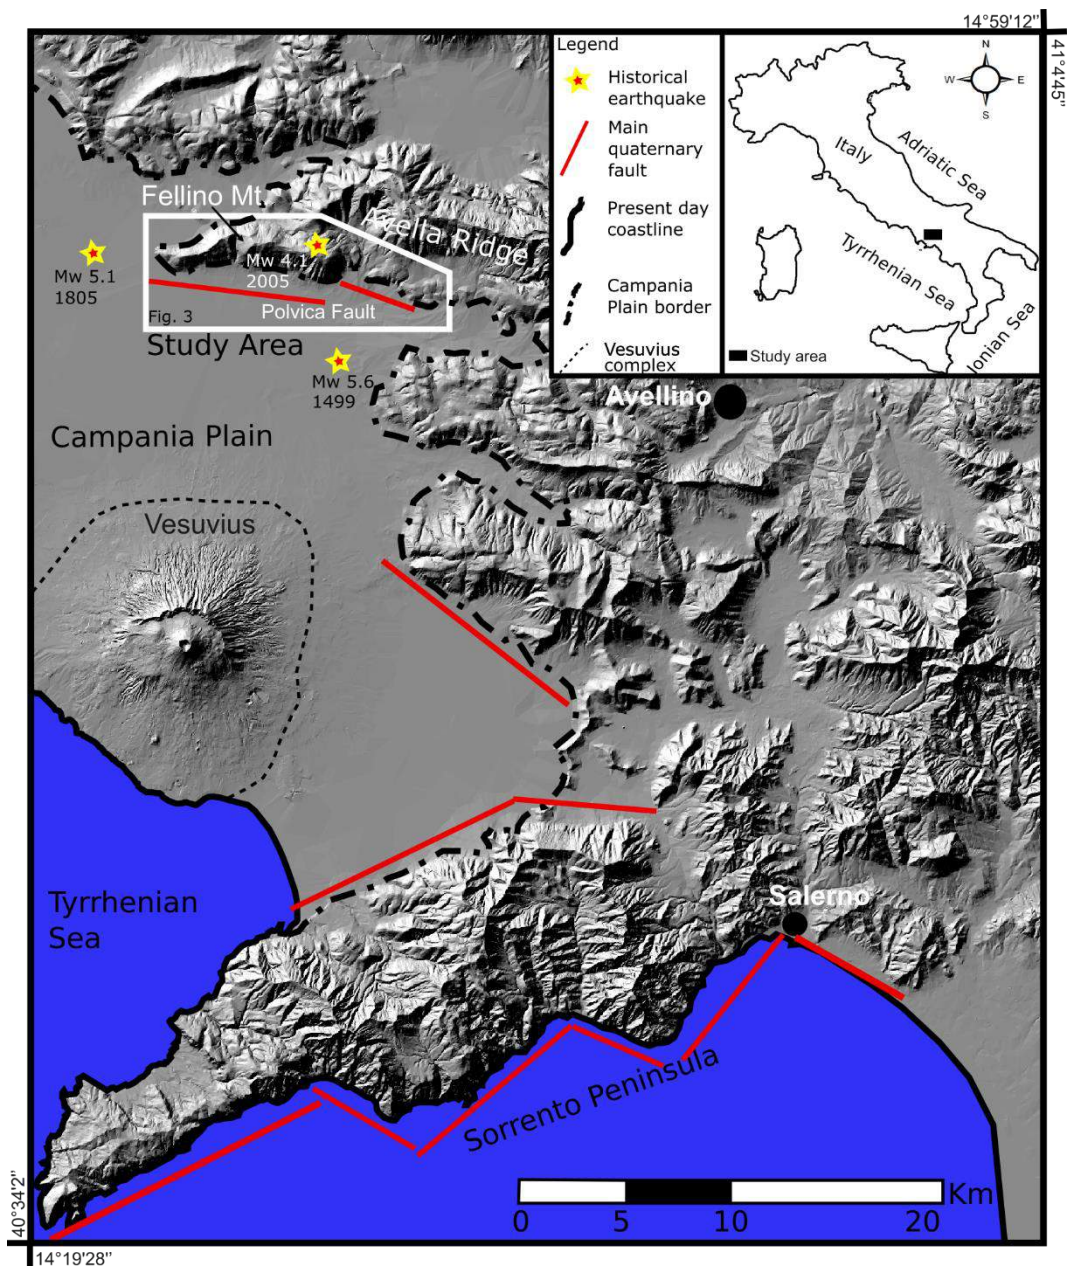 14°59'12"
41°4'45"
Legend
Historical
earthquake
Main
quaternary
fault
Present day
coastline
Campania
Plain border
Vesuvius
complex
N
W
E
S
Italy
Adriatic Sea
Tyrrhenian Sea
Ionian Sea
Study area
Fellino Mt.
Avella Ridge
Mw 5.1
1805
Mw 4.1
2005
Fig. 3
Polvica Fault
Study Area
Mw 5.6
1499
Avellino
Campania Plain
Vesuvius
Tyrrhenian
Sea
Salerno
Sorrento Peninsula
Km
0 5 10 20
40°34'2"
14°19'28"